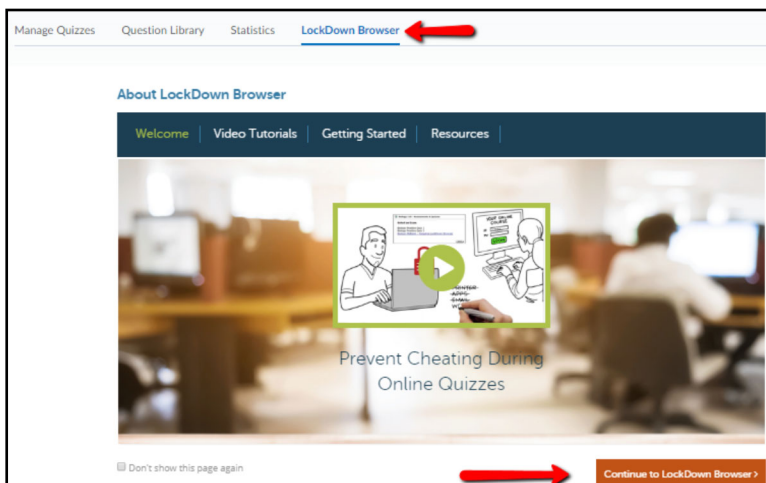 Manage Quizzes Question Library Statistics LockDown Browser
About LockDown Browser
Welcome Video Tutorials Getting Started Resources
Prevent Cheating During
Online Quizzes
Don't show this page again
Continue to LockDown Browser >